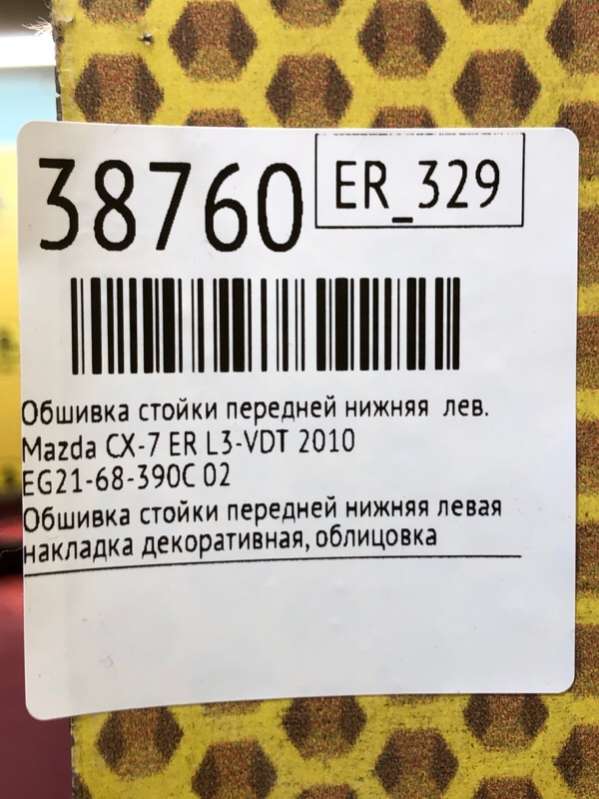 38760
ER_329
Обшивка стойки передней нижняя лев.
Mazda CX-7 ER L3-VDT 2010
EG21-68-390C 02
Обшивка стойки передней нижняя левая
накладка декоративная, облицовка